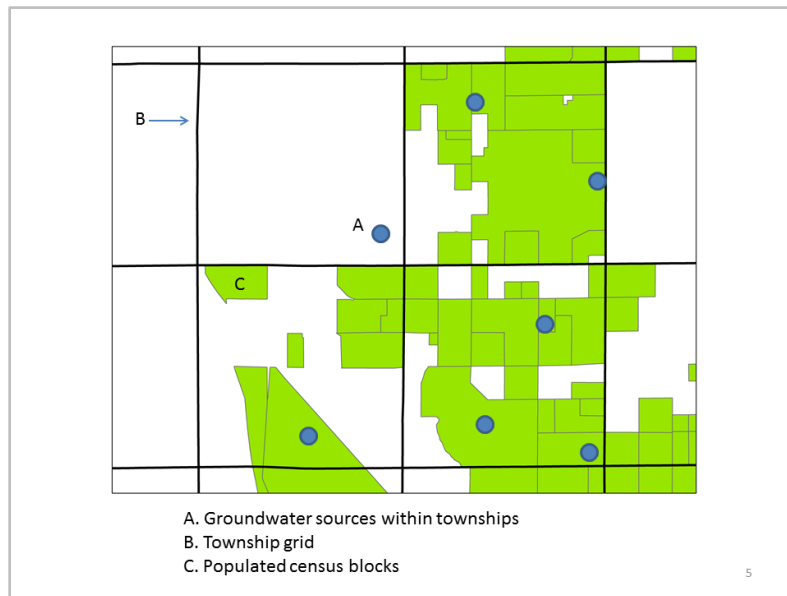 B
A
C
A. Groundwater sources within townships
B. Township grid
C. Populated census blocks
5